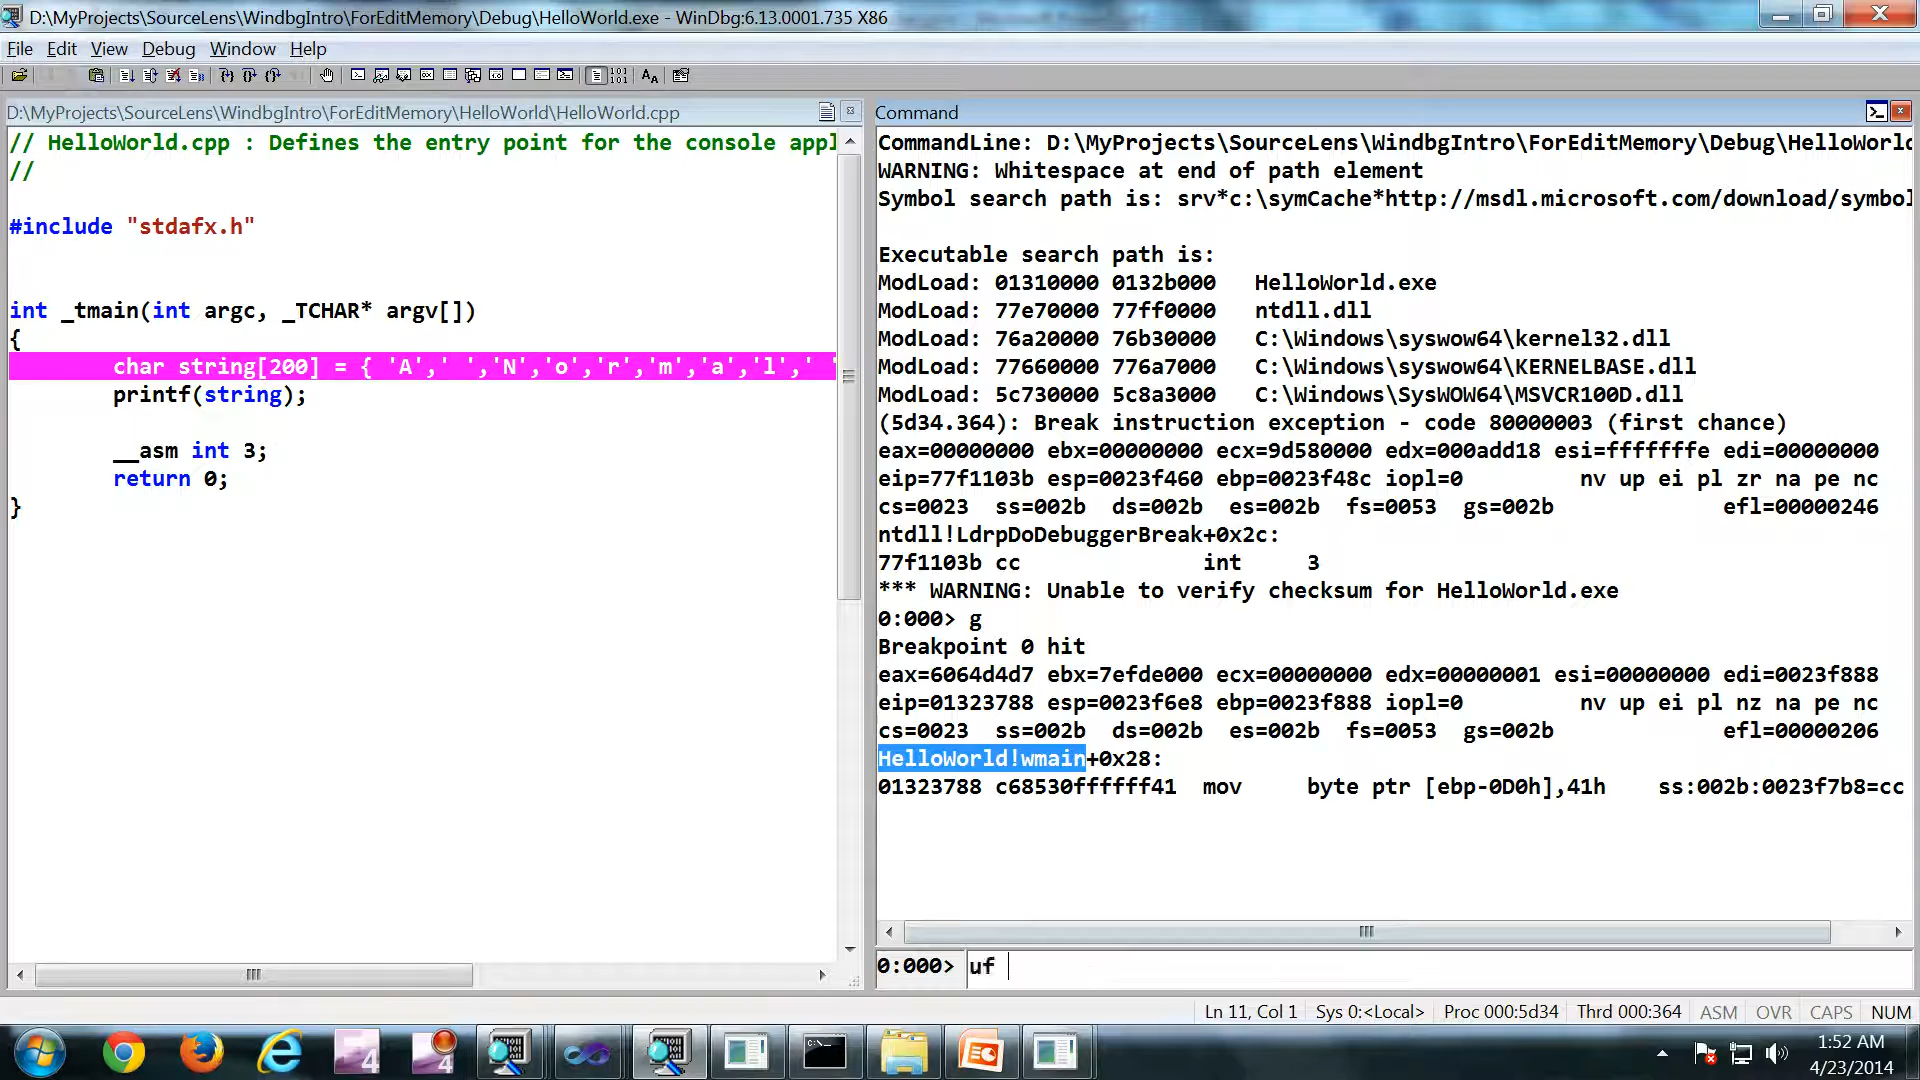 D:\MyProjects\SourceLens\WindbgIntro\ForEditMemory\Debug\HelloWorld.exe - WinDbg:6.13.0001.735 X86
File Edit View Debug Window Help
D:\MyProjects\SourceLens\WindbgIntro\ForEditMemory\HelloWorld\HelloWorld.cpp
// HelloWorld.cpp : Defines the entry point for the console appl
//
#include "stdafx.h"
int _tmain(int argc, _TCHAR* argv[])
{
char string[200] = { 'A',' ','N','o','r','m','a','l',' '
printf(string);
__asm int 3;
return 0;
}
Command
CommandLine: D:\MyProjects\SourceLens\WindbgIntro\ForEditMemory\Debug\HelloWorld
WARNING: Whitespace at end of path element
Symbol search path is: srv*c:\symCache*http://msdl.microsoft.com/download/symbol
Executable search path is:
ModLoad: 01310000 0132b000   HelloWorld.exe
ModLoad: 77e70000 77ff0000   ntdll.dll
ModLoad: 76a20000 76b30000   C:\Windows\syswow64\kernel32.dll
ModLoad: 77660000 776a7000   C:\Windows\syswow64\KERNELBASE.dll
ModLoad: 5c730000 5c8a3000   C:\Windows\SysWOW64\MSVCR100D.dll
(5d34.364): Break instruction exception - code 80000003 (first chance)
eax=00000000 ebx=00000000 ecx=9d580000 edx=000add18 esi=fffffffe edi=00000000
eip=77f1103b esp=0023f460 ebp=0023f48c iopl=0         nv up ei pl zr na pe nc
cs=0023  ss=002b  ds=002b  es=002b  fs=0053  gs=002b             efl=00000246
ntdll!LdrpDoDebuggerBreak+0x2c:
77f1103b cc              int     3
*** WARNING: Unable to verify checksum for HelloWorld.exe
0:000> g
Breakpoint 0 hit
eax=6064d4d7 ebx=7efde000 ecx=00000000 edx=00000001 esi=00000000 edi=0023f888
eip=01323788 esp=0023f6e8 ebp=0023f888 iopl=0         nv up ei pl nz na pe nc
cs=0023  ss=002b  ds=002b  es=002b  fs=0053  gs=002b             efl=00000206
HelloWorld!wmain+0x28:
01323788 c68530ffffff41  mov     byte ptr [ebp-0D0h],41h    ss:002b:0023f7b8=cc
0:000> uf
Ln 11, Col 1 Sys 0:<Local> Proc 000:5d34 Thrd 000:364 ASM OVR CAPS NUM
1:52 AM
4/23/2014